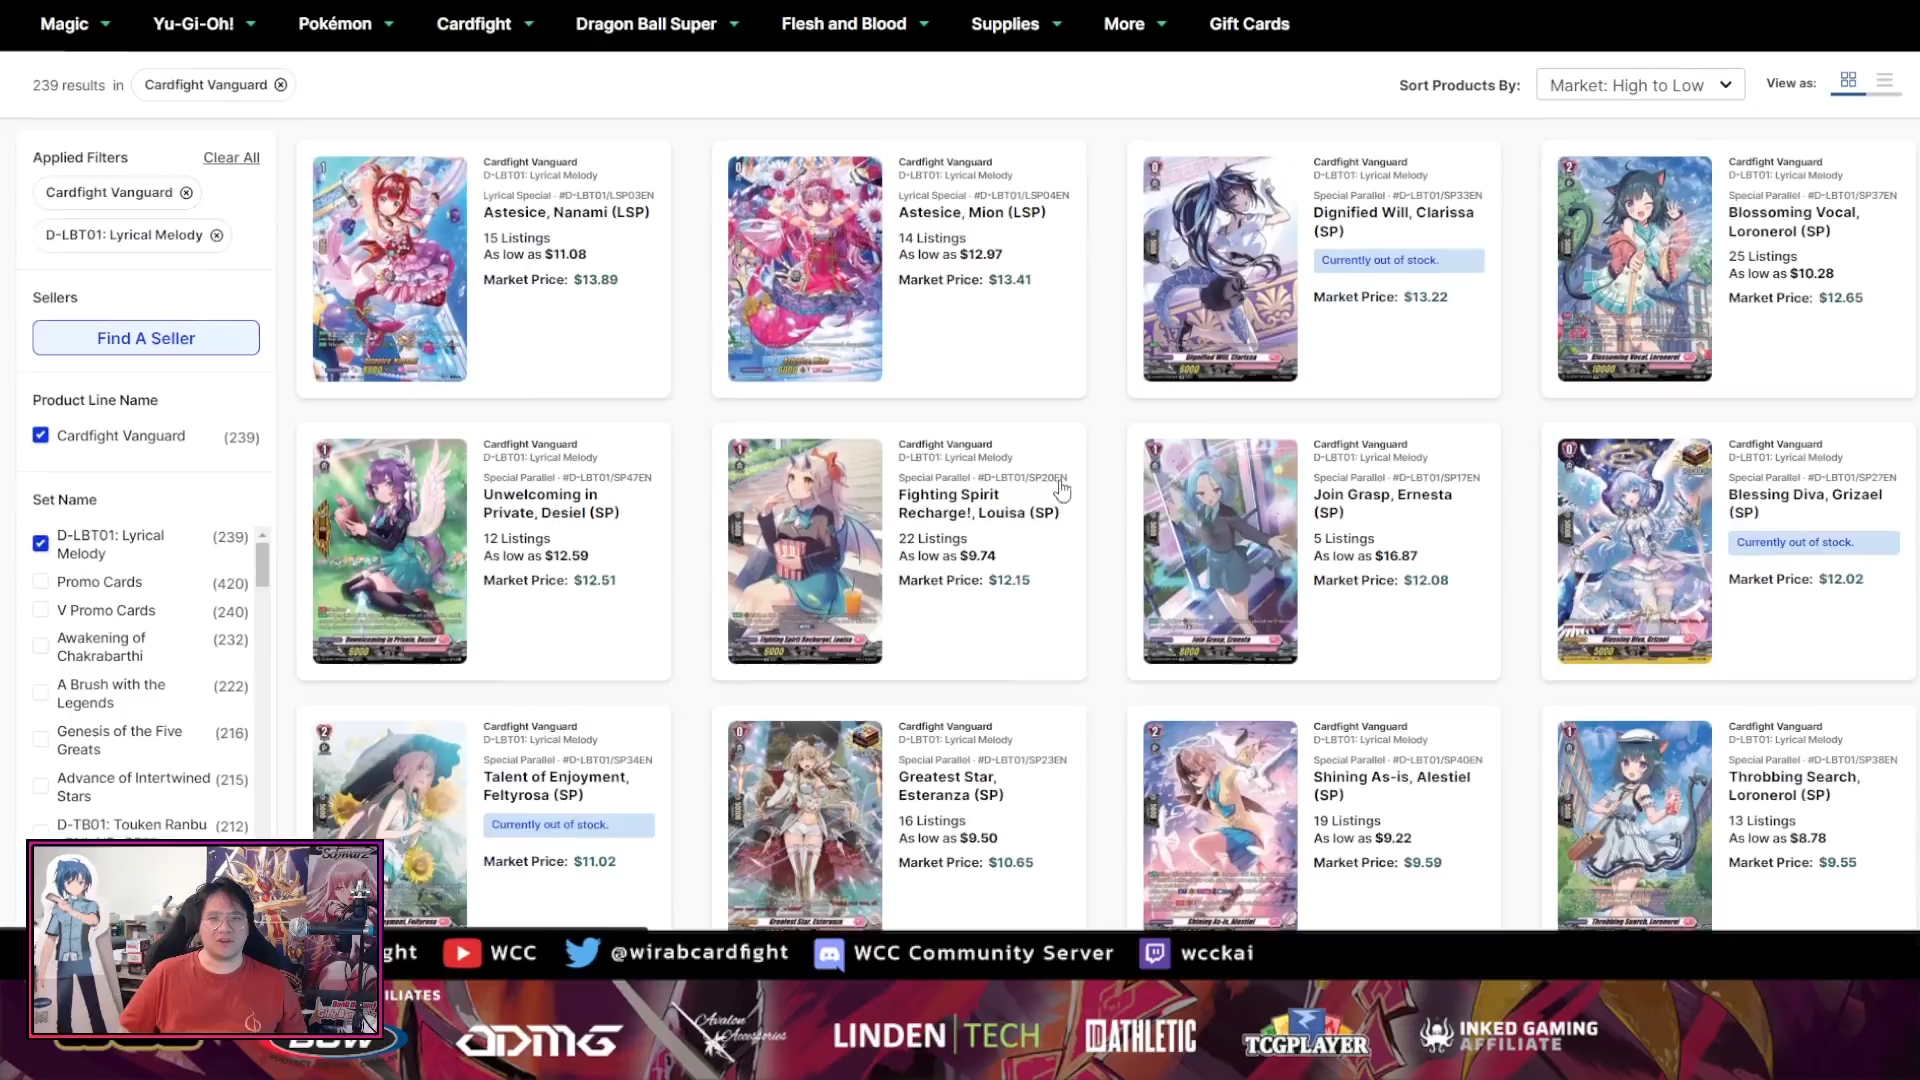 Magic
Yu-Gi-Oh!
Pokémon
Cardfight
Dragon Ball Super
Flesh and Blood
Supplies
More
Gift Cards
239 results in Cardfight Vanguard
Sort Products By: Market: High to Low
View as:
Applied Filters Clear All
Cardfight Vanguard
D-LBT01: Lyrical Melody
Sellers
Find A Seller
Product Line Name
Cardfight Vanguard (239)
Set Name
D-LBT01: Lyrical Melody (239)
Promo Cards (420)
V Promo Cards (240)
Awakening of Chakrabarthi (232)
A Brush with the Legends (222)
Genesis of the Five Greats (216)
Advance of Intertwined Stars (215)
D-TB01: Touken Ranbu (212)
Cardfight Vanguard
D-LBT01: Lyrical Melody
Lyrical Special · #D-LBT01/LSP03EN
Astesice, Nanami (LSP)
15 Listings
As low as $11.08
Market Price: $13.89
Cardfight Vanguard
D-LBT01: Lyrical Melody
Lyrical Special · #D-LBT01/LSP04EN
Astesice, Mion (LSP)
14 Listings
As low as $12.97
Market Price: $13.41
Cardfight Vanguard
D-LBT01: Lyrical Melody
Special Parallel · #D-LBT01/SP33EN
Dignified Will, Clarissa
(SP)
Currently out of stock.
Market Price: $13.22
Cardfight Vanguard
D-LBT01: Lyrical Melody
Special Parallel · #D-LBT01/SP37EN
Blossoming Vocal,
Loronerol (SP)
25 Listings
As low as $10.28
Market Price: $12.65
Cardfight Vanguard
D-LBT01: Lyrical Melody
Special Parallel · #D-LBT01/SP47EN
Unwelcoming in
Private, Desiel (SP)
12 Listings
As low as $12.59
Market Price: $12.51
Cardfight Vanguard
D-LBT01: Lyrical Melody
Special Parallel · #D-LBT01/SP20EN
Fighting Spirit
Recharge!, Louisa (SP)
22 Listings
As low as $9.74
Market Price: $12.15
Cardfight Vanguard
D-LBT01: Lyrical Melody
Special Parallel · #D-LBT01/SP17EN
Join Grasp, Ernesta
(SP)
5 Listings
As low as $16.87
Market Price: $12.08
Cardfight Vanguard
D-LBT01: Lyrical Melody
Special Parallel · #D-LBT01/SP27EN
Blessing Diva, Grizael
(SP)
Currently out of stock.
Market Price: $12.02
Cardfight Vanguard
D-LBT01: Lyrical Melody
Special Parallel · #D-LBT01/SP34EN
Talent of Enjoyment,
Feltyrosa (SP)
Currently out of stock.
Market Price: $11.02
Cardfight Vanguard
D-LBT01: Lyrical Melody
Special Parallel · #D-LBT01/SP23EN
Greatest Star,
Esteranza (SP)
16 Listings
As low as $9.50
Market Price: $10.65
Cardfight Vanguard
D-LBT01: Lyrical Melody
Special Parallel · #D-LBT01/SP40EN
Shining As-is, Alestiel
(SP)
19 Listings
As low as $9.22
Market Price: $9.59
Cardfight Vanguard
D-LBT01: Lyrical Melody
Special Parallel · #D-LBT01/SP38EN
Throbbing Search,
Loronerol (SP)
13 Listings
As low as $8.78
Market Price: $9.55
ght
WCC
@wirabcardfight
WCC Community Server
wcckai
ILIATES
ADMG
Avalon Accessories
LINDEN | TECH
IDATHLETIC
TCGPLAYER
INKED GAMING
AFFILIATE